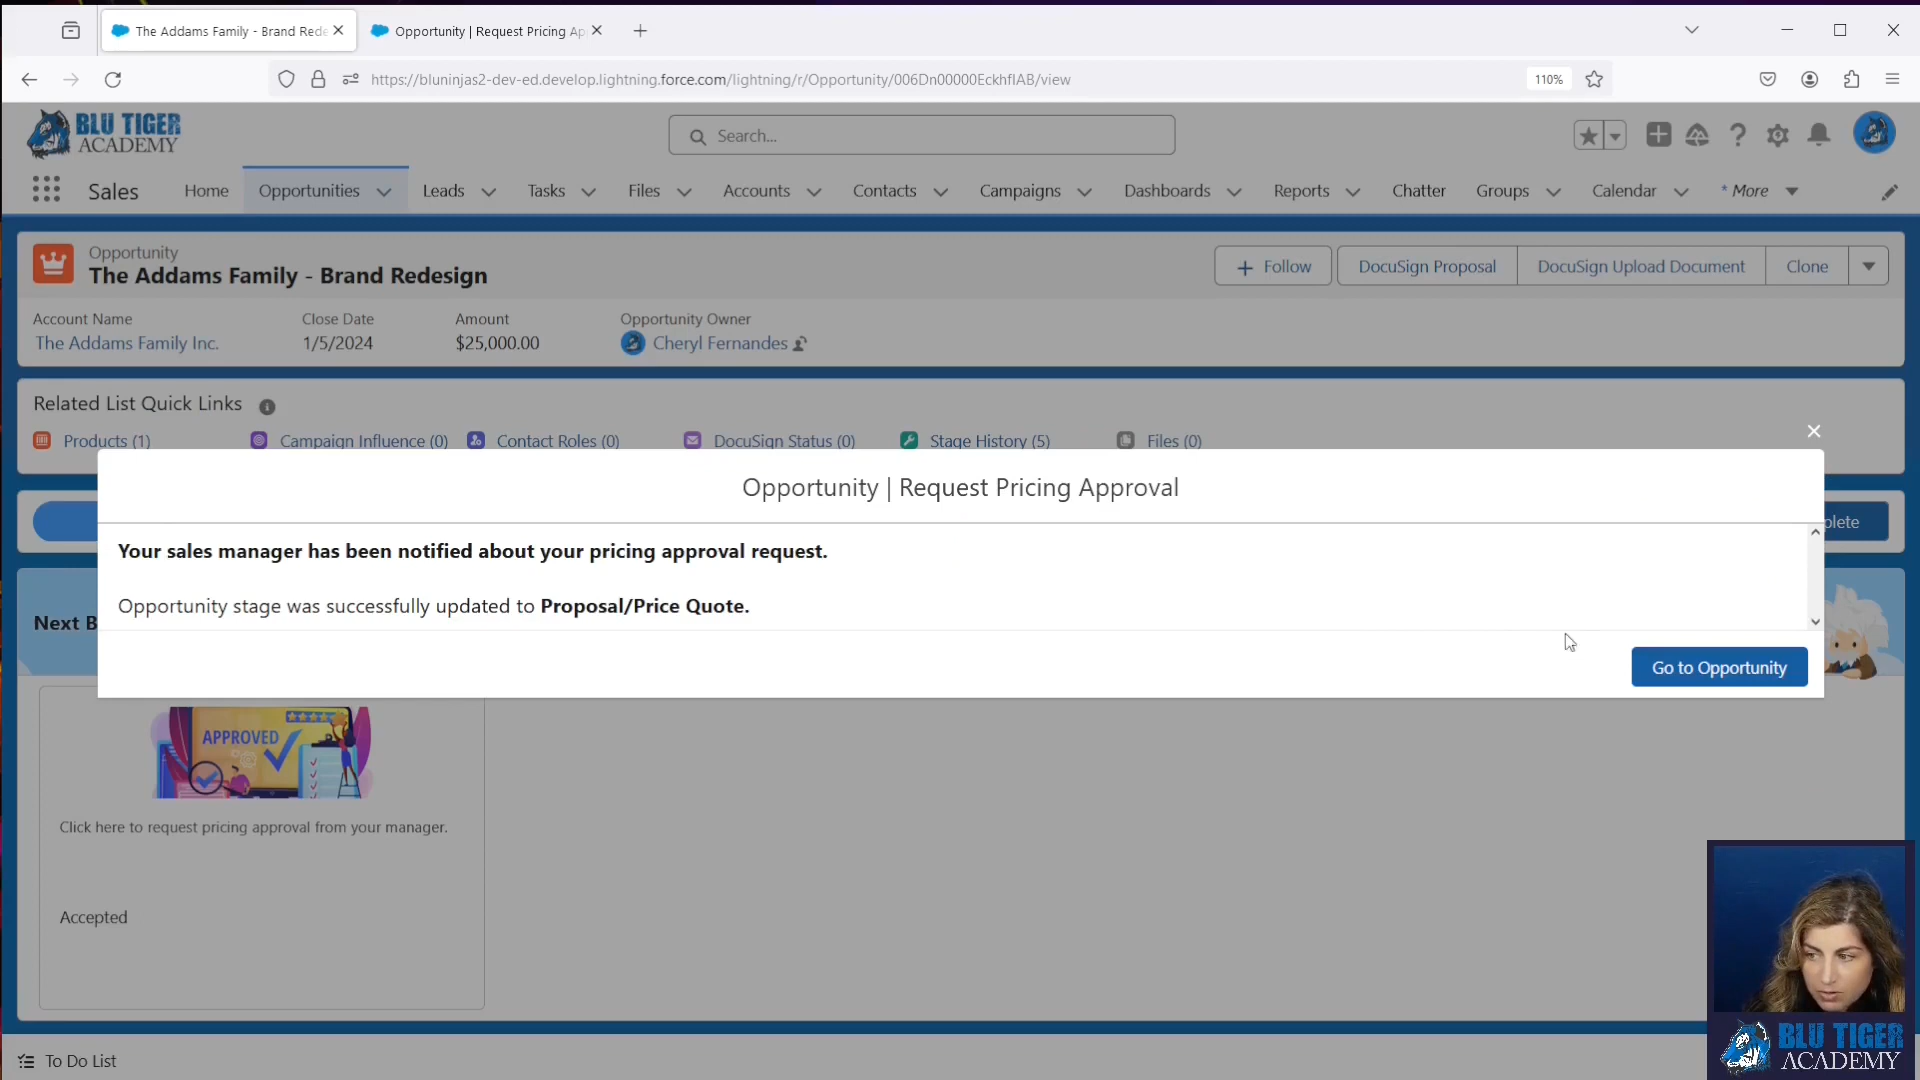 The Addams Family - Brand Rede
Opportunity | Request Pricing Ap
https://bluninjas2-dev-ed.develop.lightning.force.com/lightning/r/Opportunity/006Dn00000EckhfIAB/view
110%
BLU TIGER
ACADEMY
Search...
Sales
Home
Opportunities
Leads
Tasks
Files
Accounts
Contacts
Campaigns
Dashboards
Reports
Chatter
Groups
Calendar
* More
Opportunity
The Addams Family - Brand Redesign
Follow
DocuSign Proposal
DocuSign Upload Document
Clone
Account Name
Close Date
Amount
Opportunity Owner
The Addams Family Inc.
1/5/2024
$25,000.00
Cheryl Fernandes
Related List Quick Links
Products (1)
Campaign Influence (0)
Contact Roles (0)
DocuSign Status (0)
Stage History (5)
Files (0)
Opportunity | Request Pricing Approval
plete
Your sales manager has been notified about your pricing approval request.
Opportunity stage was successfully updated to Proposal/Price Quote.
Next B
Go to Opportunity
APPROVED
Click here to request pricing approval from your manager.
Accepted
To Do List
BLU TIGER
ACADEMY